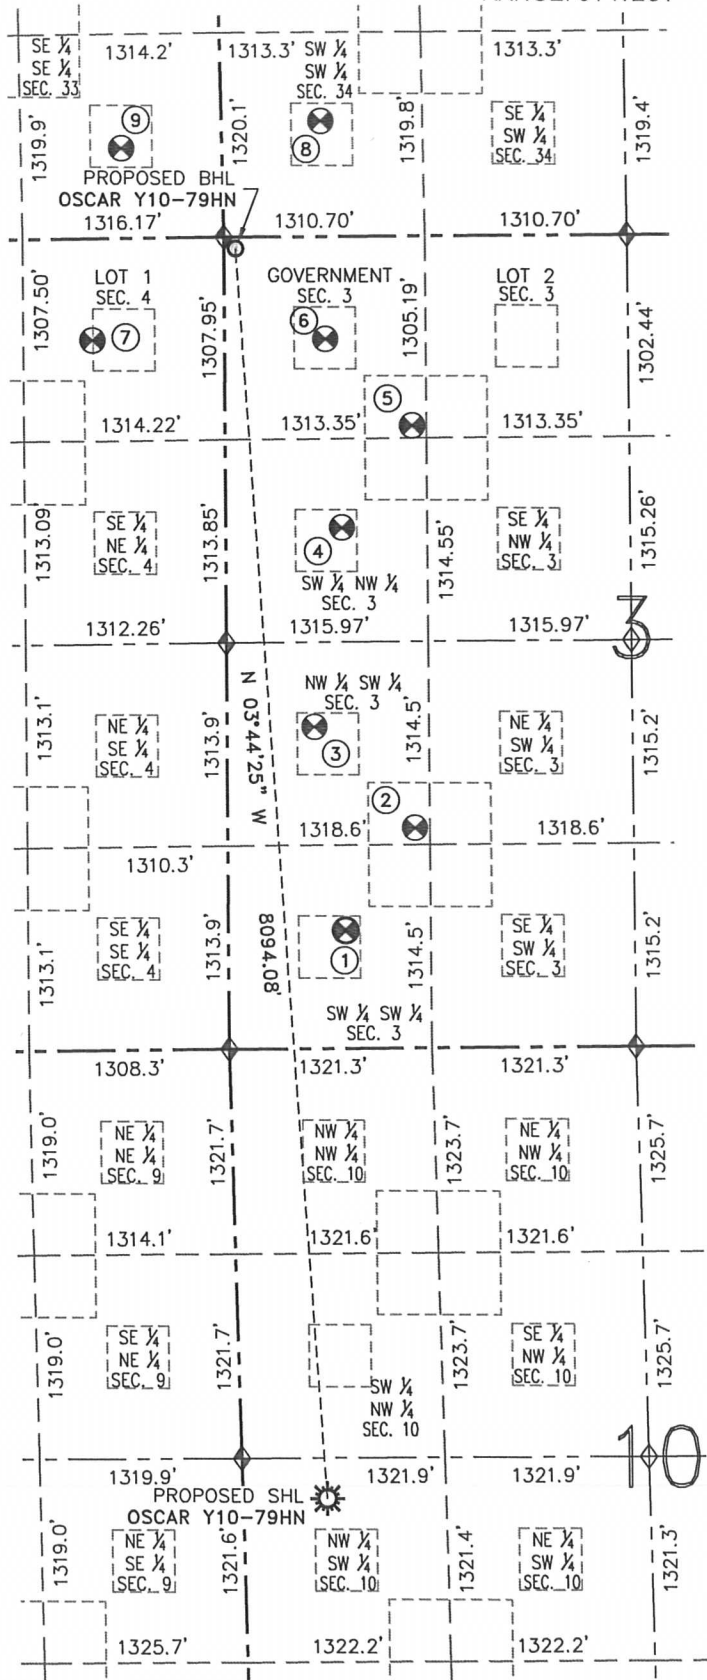 SE ¼
SE ¼
SEC. 33
1314.2'
1313.3'
SW ¼
SW ¼
SEC. 34
1313.3'
1319.9'
9
1320.1'
8
1319.8'
SE ¼
SW ¼
SEC. 34
1319.4'
PROPOSED BHL
OSCAR Y10-79HN
1316.17'
1310.70'
1310.70'
LOT 1
SEC. 4
GOVERNMENT
SEC. 3
LOT 2
SEC. 3
1307.50'
7
1307.95'
6
1305.19'
1302.44'
5
1314.22'
1313.35'
1313.35'
1313.09'
SE ¼
NE ¼
SEC. 4
1313.85'
4
SW ¼ NW ¼
SEC. 3
1314.55'
SE ¼
NW ¼
SEC. 3
1315.26'
1312.26'
1315.97'
1315.97'
3
N 03°44'25" W
NW ¼ SW ¼
SEC. 3
1313.1'
NE ¼
SE ¼
SEC. 4
1313.9'
3
1314.5'
NE ¼
SW ¼
SEC. 3
1315.2'
2
1310.3'
1318.6'
1318.6'
8094.08'
1313.1'
SE ¼
SE ¼
SEC. 4
1313.9'
1
1314.5'
SE ¼
SW ¼
SEC. 3
1315.2'
SW ¼ SW ¼
SEC. 3
1308.3'
1321.3'
1321.3'
1319.0'
NE ¼
NE ¼
SEC. 9
1321.7'
NW ¼
NW ¼
SEC. 10
1323.7'
NE ¼
NW ¼
SEC. 10
1325.7'
1314.1'
1321.6'
1321.6'
1319.0'
SE ¼
NE ¼
SEC. 9
1321.7'
SW ¼
NW ¼
SEC. 10
1323.7'
SE ¼
NW ¼
SEC. 10
1325.7'
10
1319.9'
1321.9'
1321.9'
PROPOSED SHL
OSCAR Y10-79HN
1319.0'
NE ¼
SE ¼
SEC. 9
1321.6'
NW ¼
SW ¼
SEC. 10
1321.4'
NE ¼
SW ¼
SEC. 10
1321.3'
1325.7'
1322.2'
1322.2'